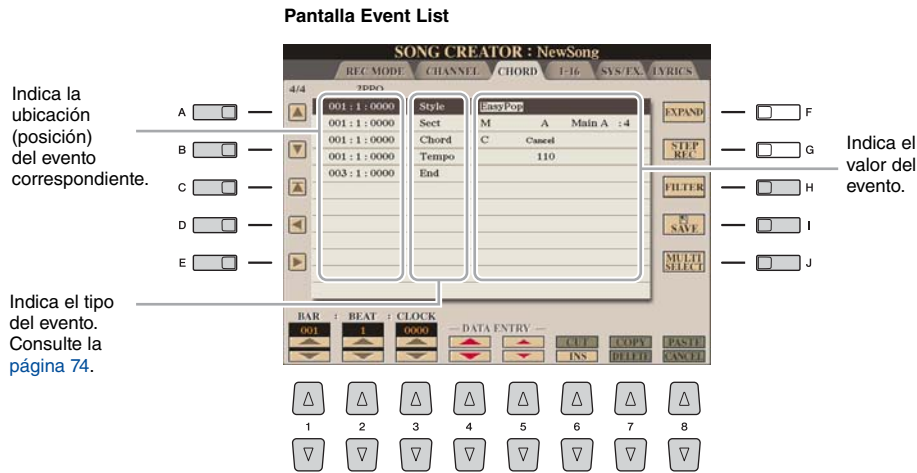 Pantalla Event List
SONG CREATOR : NewSong
REC MODE CHANNEL CHORD 1-16 SYS/EX. LYRICS
4/4
Indica la
ubicación
(posición)
del evento
correspondiente.
A
B
C
D
E
001 : 1 : 0000 Style EasyPop
001 : 1 : 0000 Sect M A Main A : 4
001 : 1 : 0000 Chord C Cancel
001 : 1 : 0000 Tempo 110
003 : 1 : 0000 End
EXPAND
STEP
REC
FILTER
SAVE
MULTI
SELECT
F
G
H
I
J
Indica el
valor del
evento.
Indica el tipo
del evento.
Consulte la
página 74.
BAR : BEAT : CLOCK
001 1 0000
DATA ENTRY
CUT COPY PASTE
INS DELETE CANCEL
1 2 3 4 5 6 7 8